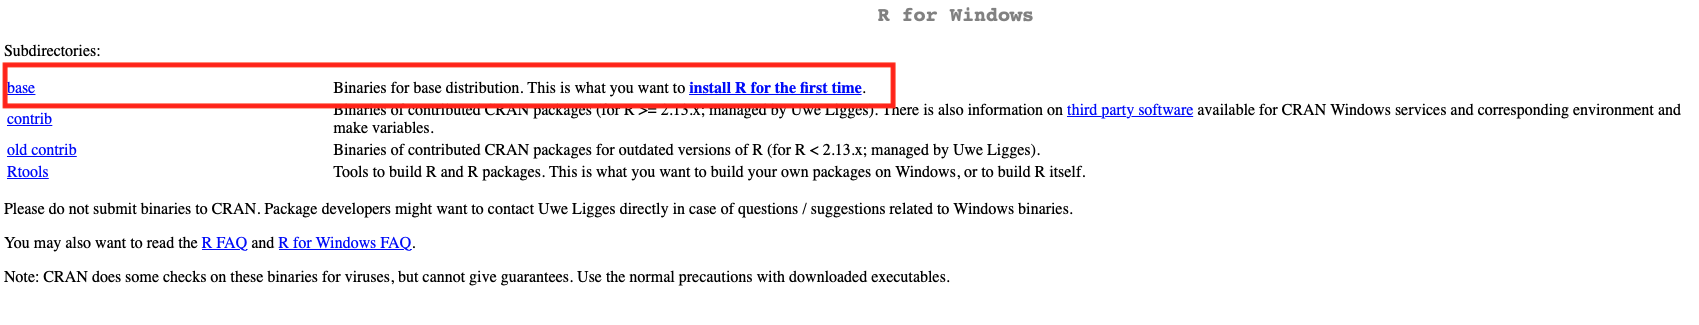 R for Windows
Subdirectories:
base Binaries for base distribution. This is what you want to install R for the first time.
contrib Binaries of contributed CRAN packages (for R >= 2.13.x; managed by Uwe Ligges). There is also information on third party software available for CRAN Windows services and corresponding environment and
make variables.
old contrib Binaries of contributed CRAN packages for outdated versions of R (for R < 2.13.x; managed by Uwe Ligges).
Rtools Tools to build R and R packages. This is what you want to build your own packages on Windows, or to build R itself.
Please do not submit binaries to CRAN. Package developers might want to contact Uwe Ligges directly in case of questions / suggestions related to Windows binaries.
You may also want to read the R FAQ and R for Windows FAQ.
Note: CRAN does some checks on these binaries for viruses, but cannot give guarantees. Use the normal precautions with downloaded executables.